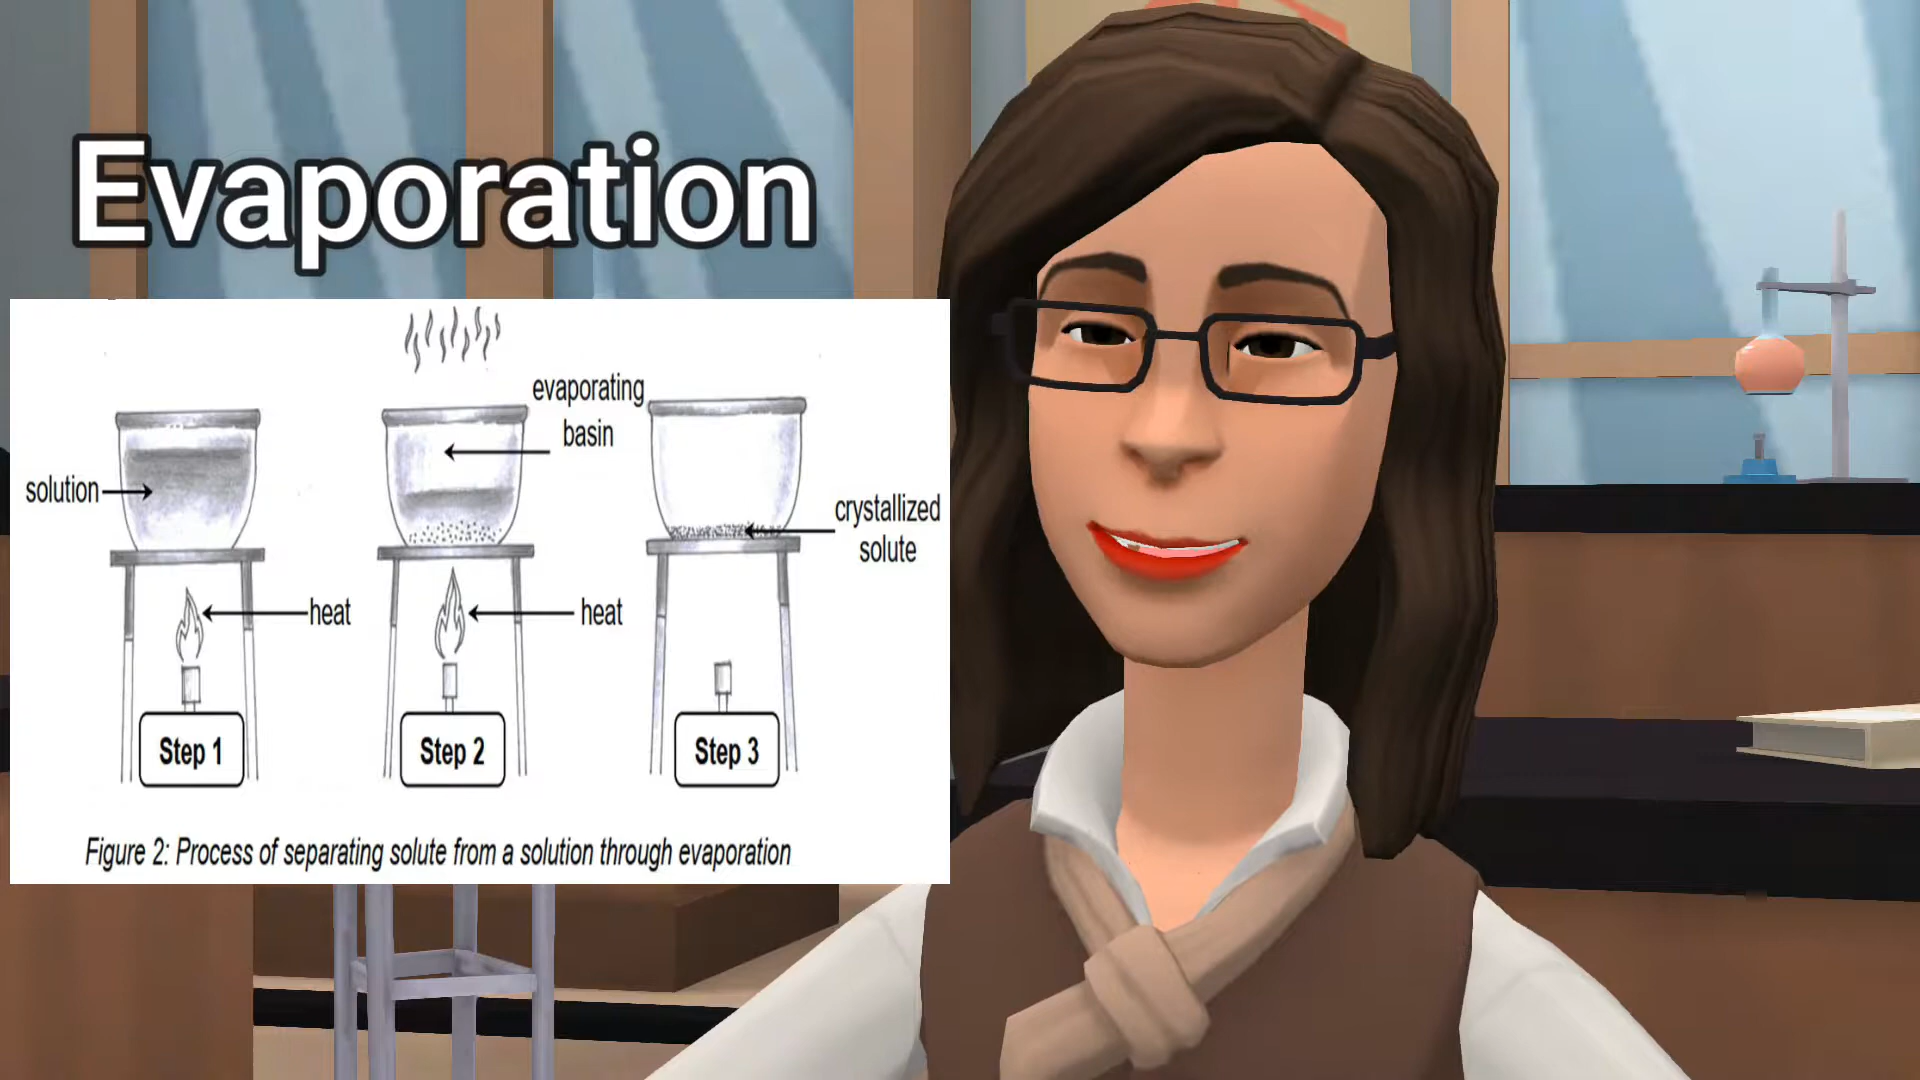 Evaporation
evaporating
basin
solution
crystallized
solute
heat
heat
Step 1
Step 2
Step 3
Figure 2: Process of separating solute from a solution through evaporation